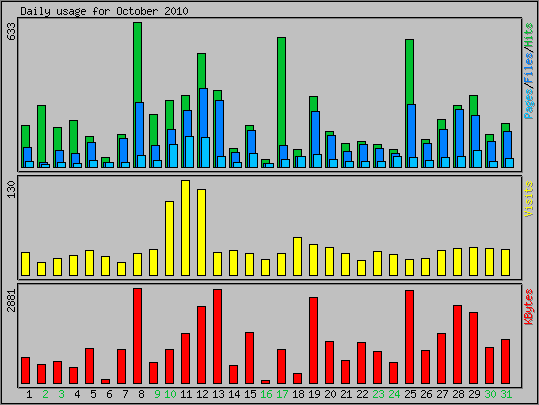 Daily usage for October 2010
633
Pages/Files/Hits
130
Visits
2881
KBytes
1 2 3 4 5 6 7 8 9 10 11 12 13 14 15 16 17 18 19 20 21 22 23 24 25 26 27 28 29 30 31